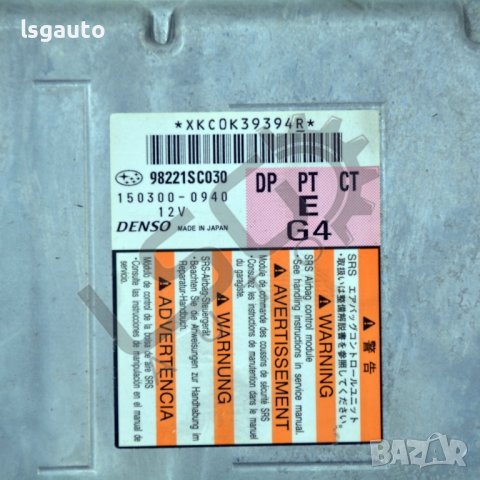 lsgauto
*XKC0K39394R*
98221SC030
DP PT CT
150300-0940
E
12V
G4
DENSO MADE IN JAPAN
⚠ 警告
SRS エアバッグコントロールユニット
・取扱いは整備解説書を参照してください。
⚠ WARNING
SRS Airbag control module
• See handling instructions in service manual.
⚠ AVERTISSEMENT
Module de commande des coussins de sécurité SRS
• Consultez les instructions de manutention dans le manuel
du garagiste.
⚠ WARNUNG
SRS-Airbag-Steuergerät
• Beachten Sie die Anweisungen zur Handhabung im
Reparatur-Handbuch.
⚠ ADVERTENCIA
Módulo de control de la bolsa de aire SRS
• Consulte las instrucciones de manipulación en el manual de
servicio.
BAZAR